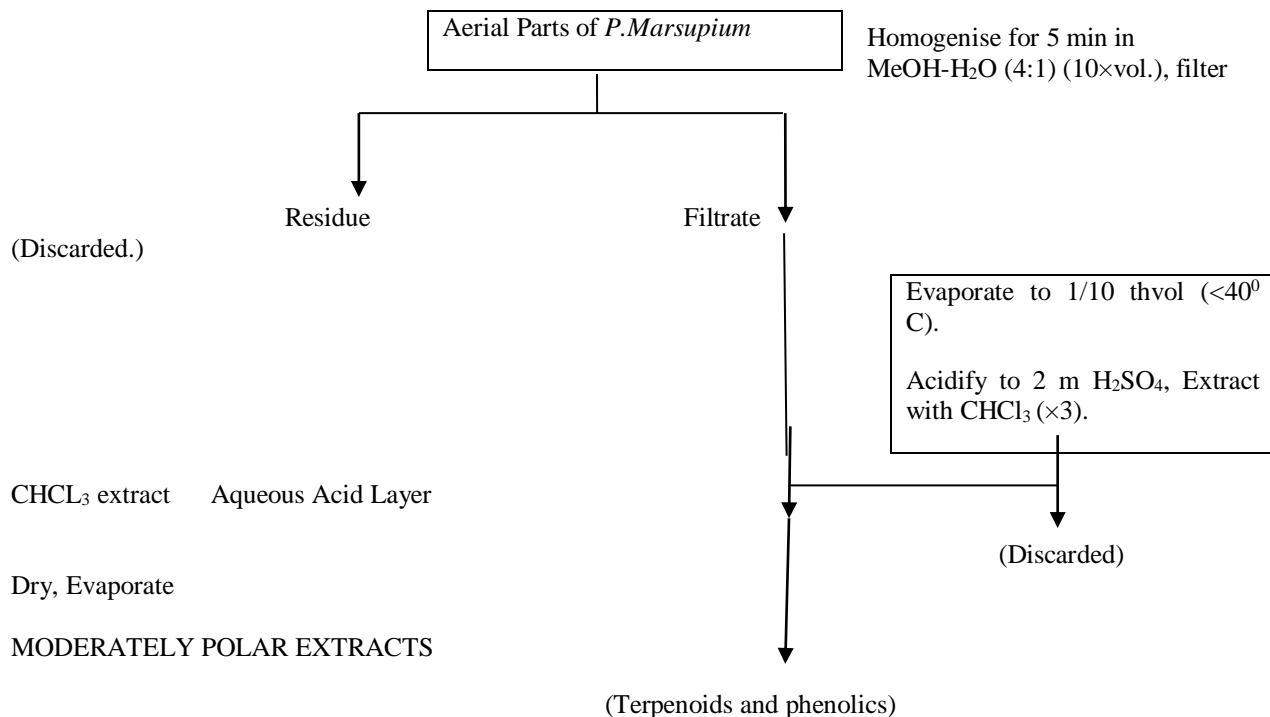 Aerial Parts of P.Marsupium
Homogenise for 5 min in
MeOH-H₂O (4:1) (10×vol.), filter
Residue Filtrate
(Discarded.)
Evaporate to 1/10 thvol (<40⁰
C).
Acidify to 2 m H₂SO₄, Extract
with CHCl₃ (×3).
CHCL₃ extract Aqueous Acid Layer
(Discarded)
Dry, Evaporate
MODERATELY POLAR EXTRACTS
(Terpenoids and phenolics)